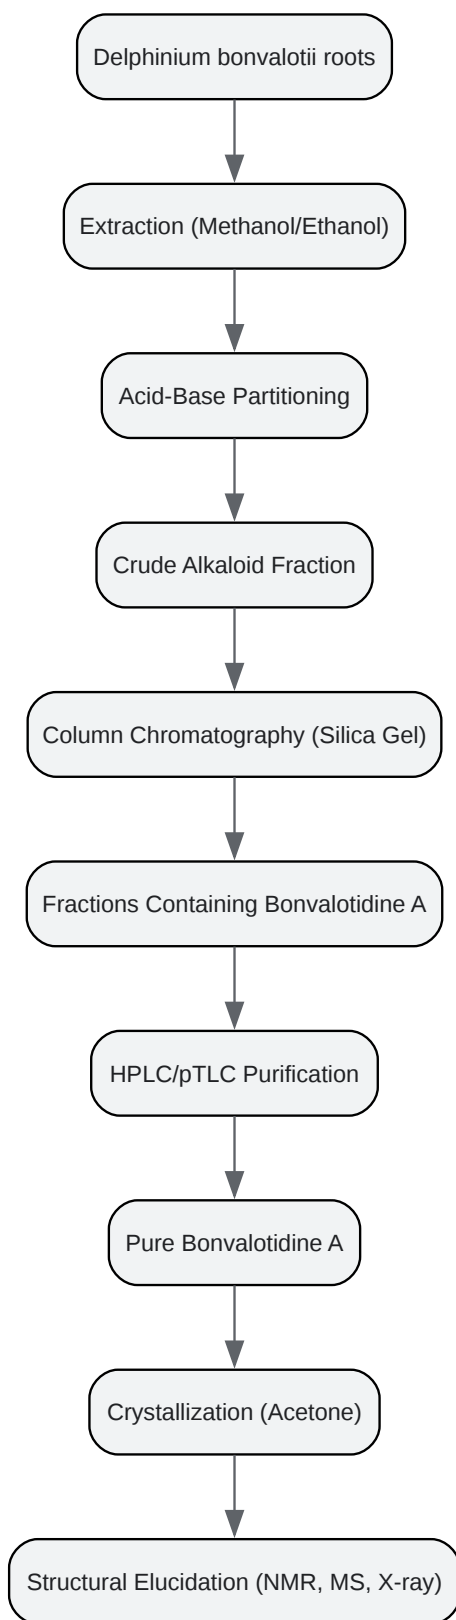 Delphinium bonvalotii roots
Extraction (Methanol/Ethanol)
Acid-Base Partitioning
Crude Alkaloid Fraction
Column Chromatography (Silica Gel)
Fractions Containing Bonvalotidine A
HPLC/pTLC Purification
Pure Bonvalotidine A
Crystallization (Acetone)
Structural Elucidation (NMR, MS, X-ray)